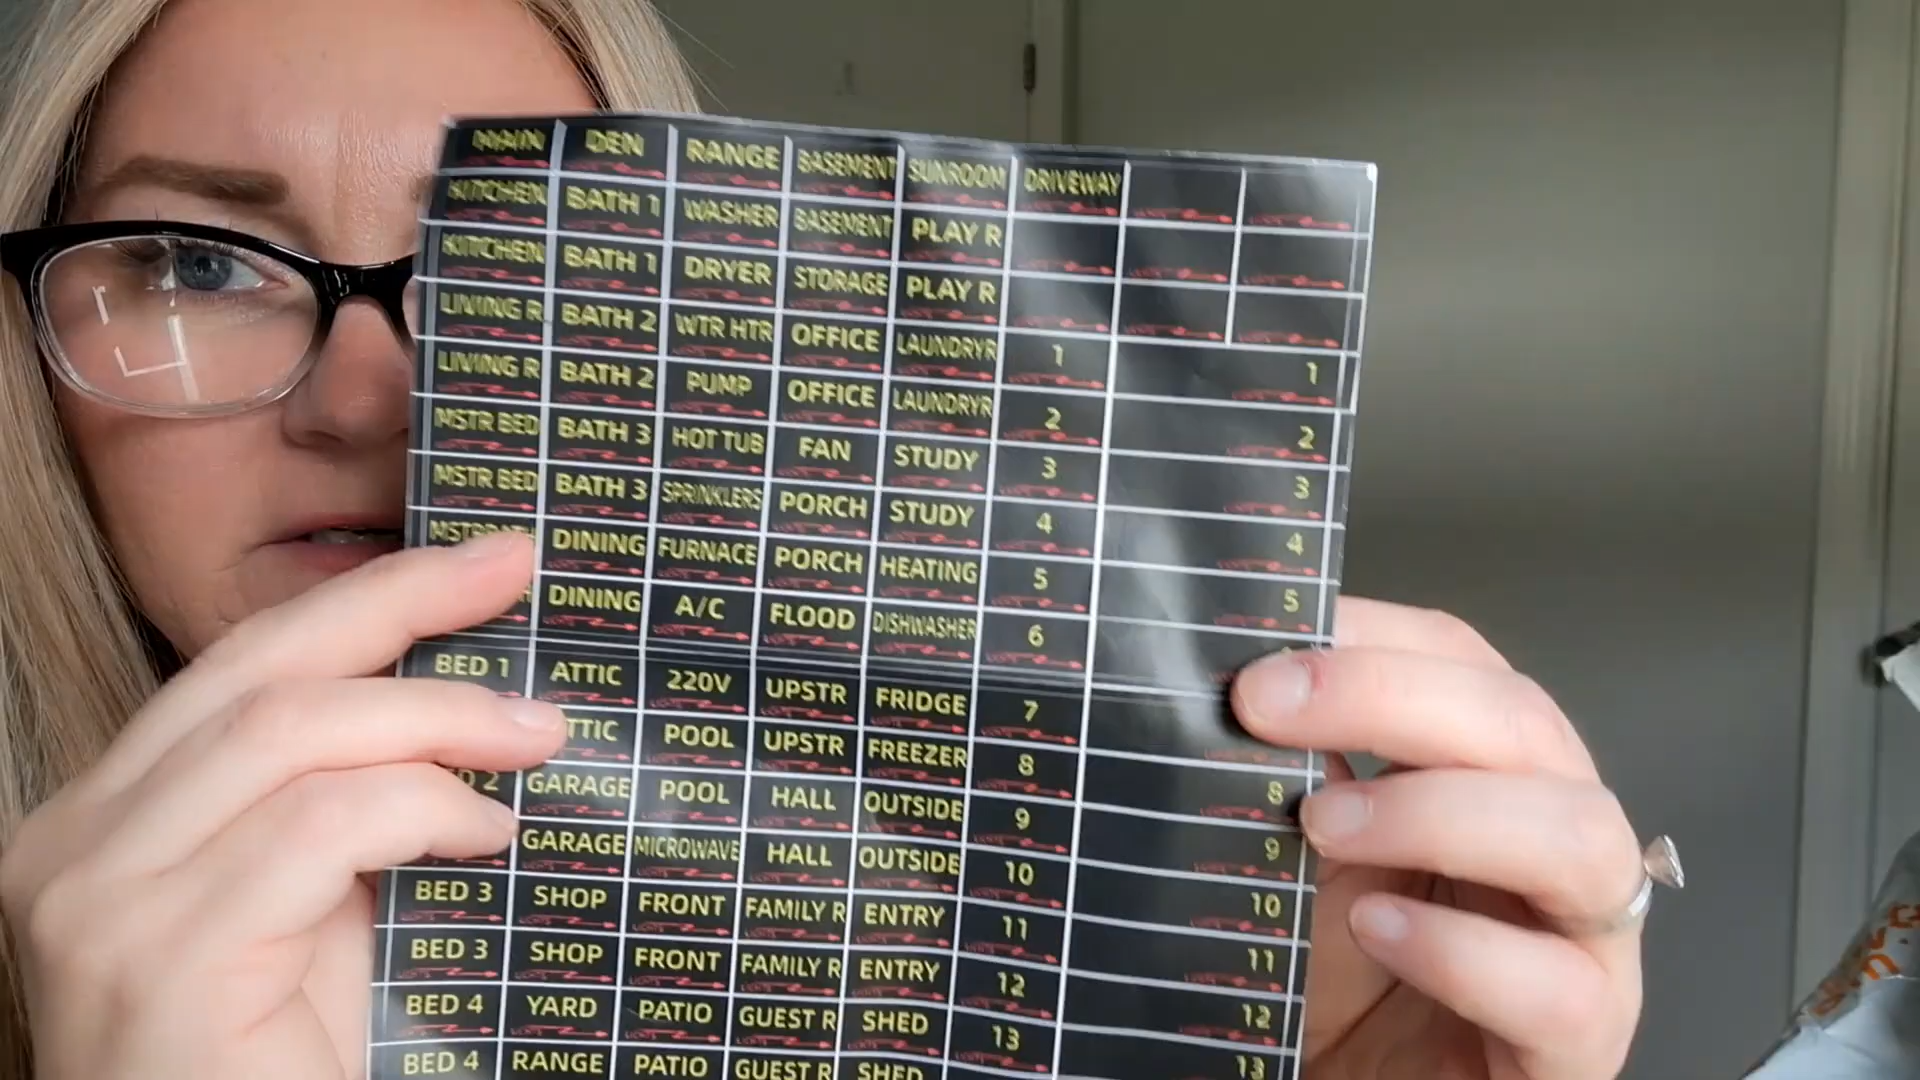 MAIN DEN RANGE BASEMENT SUNROOM DRIVEWAY
KITCHEN BATH 1 WASHER BASEMENT PLAY R
KITCHEN BATH 1 DRYER STORAGE PLAY R
LIVING R BATH 2 WTR HTR OFFICE LAUNDRYR 1 1
LIVING R BATH 2 PUMP OFFICE LAUNDRYR 2 2
MSTR BED BATH 3 HOT TUB FAN STUDY 3 3
MSTR BED BATH 3 SPRINKLERS PORCH STUDY 4 4
DINING FURNACE PORCH HEATING 5 5
DINING A/C FLOOD DISHWASHER 6
BED 1 ATTIC 220V UPSTR FRIDGE 7
POOL UPSTR FREEZER 8 8
2 GARAGE POOL HALL OUTSIDE 9 9
GARAGE MICROWAVE HALL OUTSIDE 10 10
BED 3 SHOP FRONT FAMILY R ENTRY 11 11
BED 3 SHOP FRONT FAMILY R ENTRY 12 12
BED 4 YARD PATIO GUEST R SHED 13 13
BED 4 RANGE PATIO GUEST R SHED